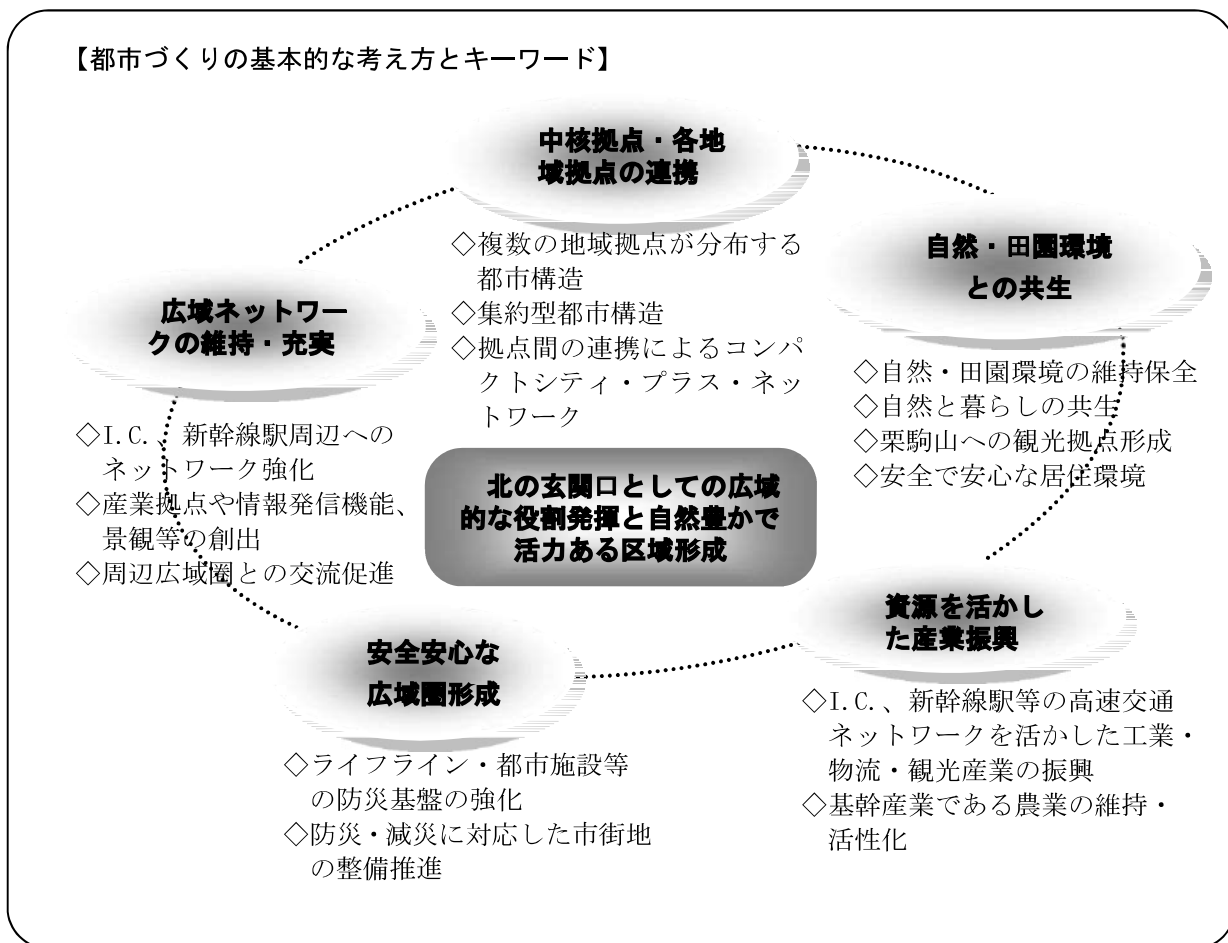 【都市づくりの基本的な考え方とキーワード】
中核拠点・各地
域拠点の連携
◇複数の地域拠点が分布する
都市構造
◇集約型都市構造
◇拠点間の連携によるコンパ
クトシティ・プラス・ネッ
トワーク
自然・田園環境
との共生
◇自然・田園環境の維持保全
◇自然と暮らしの共生
◇栗駒山への観光拠点形成
◇安全で安心な居住環境
広域ネットワー
クの維持・充実
◇I.C.、新幹線駅周辺への
ネットワーク強化
◇産業拠点や情報発信機能、
景観等の創出
◇周辺広域圏との交流促進
北の玄関口としての広域
的な役割発揮と自然豊かで
活力ある区域形成
資源を活かし
た産業振興
◇I.C.、新幹線駅等の高速交通
ネットワークを活かした工業・
物流・観光産業の振興
◇基幹産業である農業の維持・
活性化
安全安心な
広域圏形成
◇ライフライン・都市施設等
の防災基盤の強化
◇防災・減災に対応した市街地
の整備推進